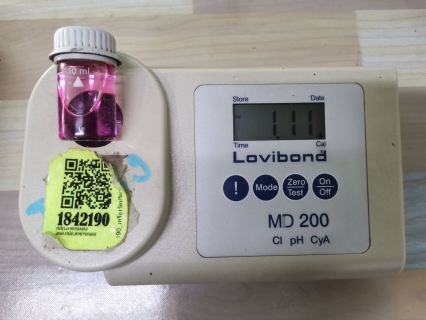 10 ml
Store Date
1.11.
Time Cal
Lovibond
! Mode Zero Test On Off
MD 200
Cl pH CyA
1842190